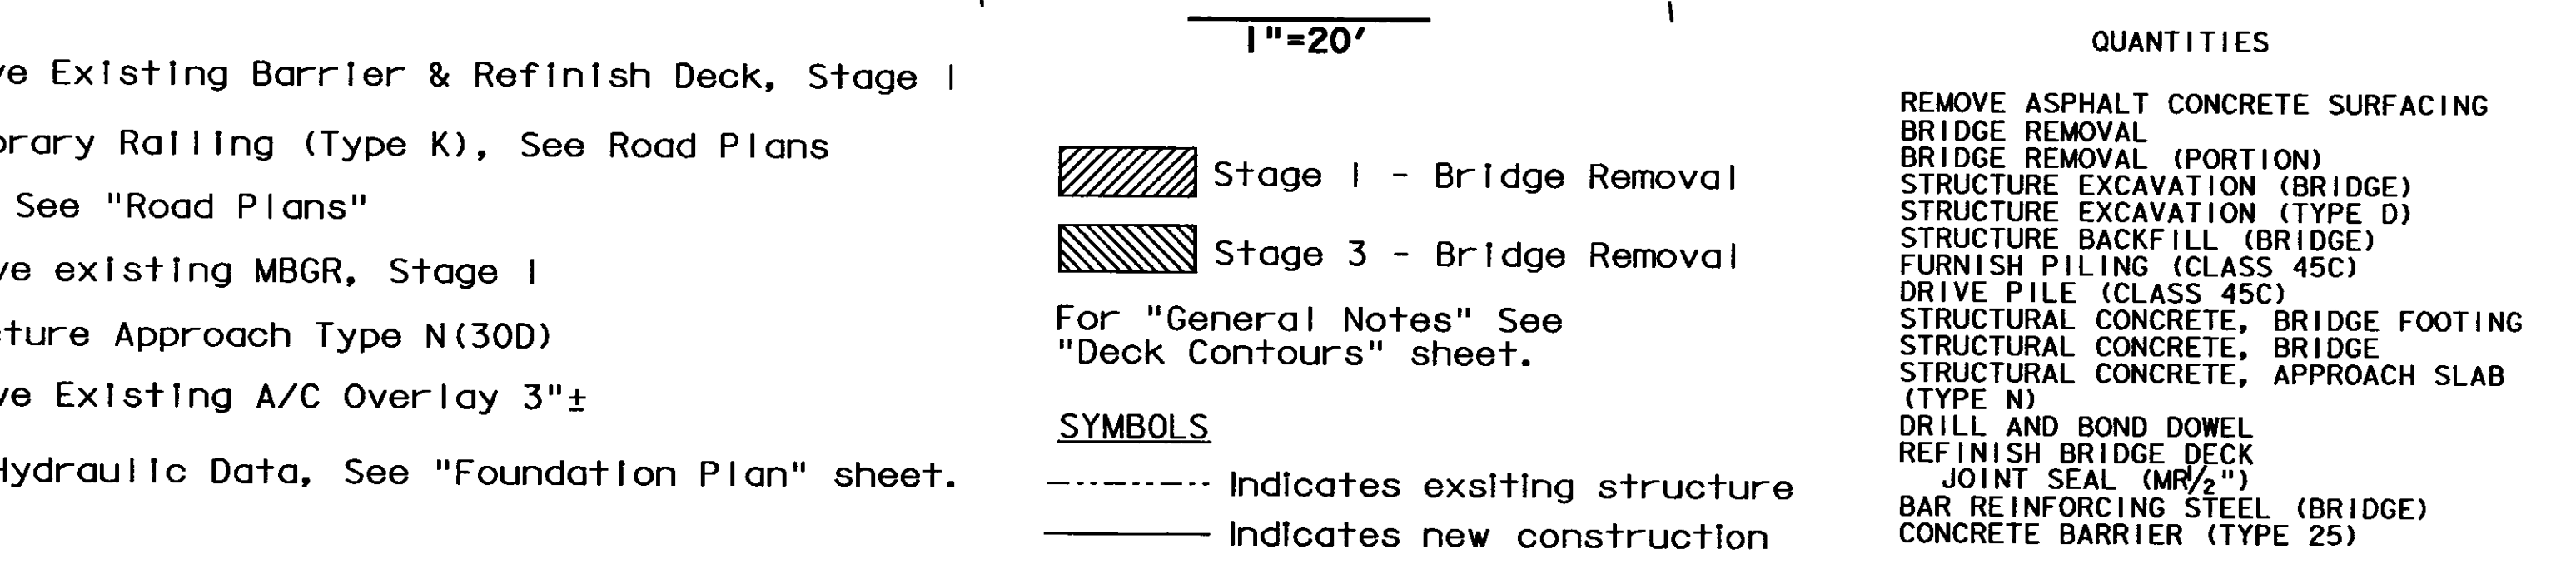 1"=20'
ve Existing Barrier & Refinish Deck, Stage 1
orary Railing (Type K), See Road Plans
See "Road Plans"
ve existing MBGR, Stage 1
cture Approach Type N(30D)
ve Existing A/C Overlay 3"±
Hydraulic Data, See "Foundation Plan" sheet.
Stage 1 - Bridge Removal
Stage 3 - Bridge Removal
For "General Notes" See
"Deck Contours" sheet.
SYMBOLS
Indicates exsiting structure
Indicates new construction
QUANTITIES
REMOVE ASPHALT CONCRETE SURFACING
BRIDGE REMOVAL
BRIDGE REMOVAL (PORTION)
STRUCTURE EXCAVATION (BRIDGE)
STRUCTURE EXCAVATION (TYPE D)
STRUCTURE BACKFILL (BRIDGE)
FURNISH PILING (CLASS 45C)
DRIVE PILE (CLASS 45C)
STRUCTURAL CONCRETE, BRIDGE FOOTING
STRUCTURAL CONCRETE, BRIDGE
STRUCTURAL CONCRETE, APPROACH SLAB
(TYPE N)
DRILL AND BOND DOWEL
REFINISH BRIDGE DECK
JOINT SEAL (MR 1/2")
BAR REINFORCING STEEL (BRIDGE)
CONCRETE BARRIER (TYPE 25)